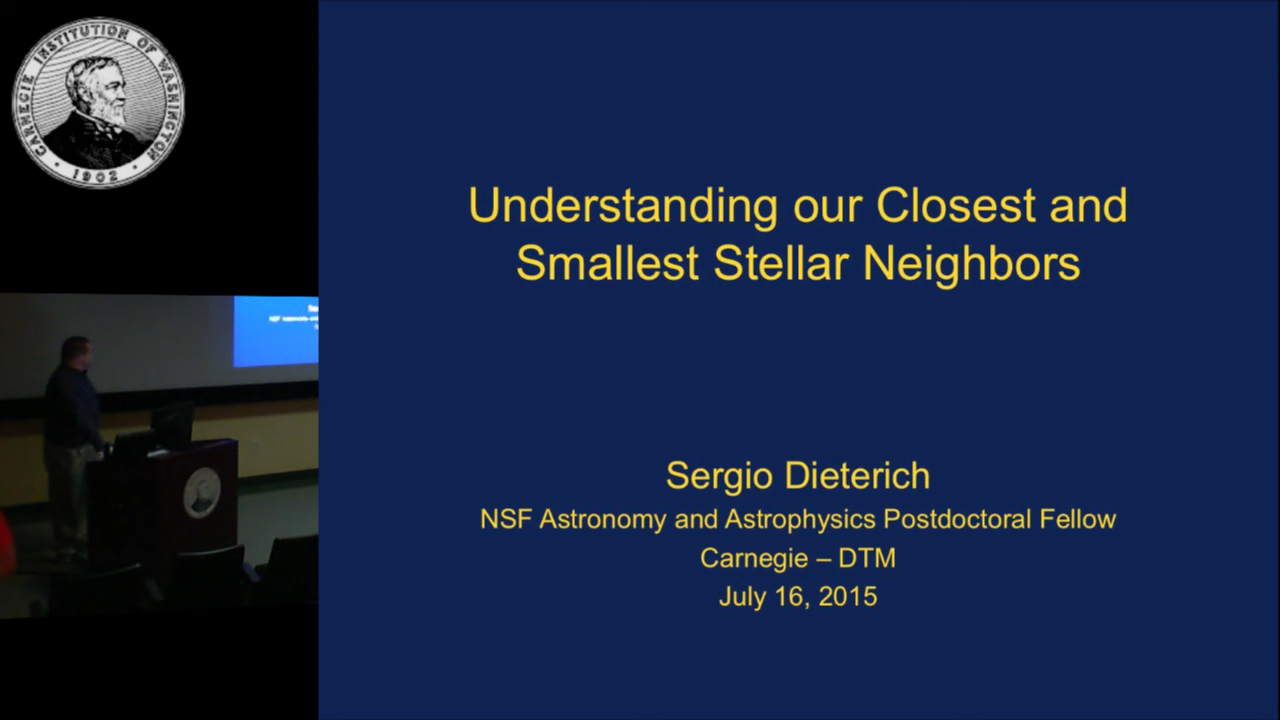 CARNEGIE INSTITUTION OF WASHINGTON
• 1902 •
Understanding our Closest and
Smallest Stellar Neighbors
Sergio Dieterich
NSF Astronomy and Astrophysics Postdoctoral Fellow
Carnegie – DTM
July 16, 2015